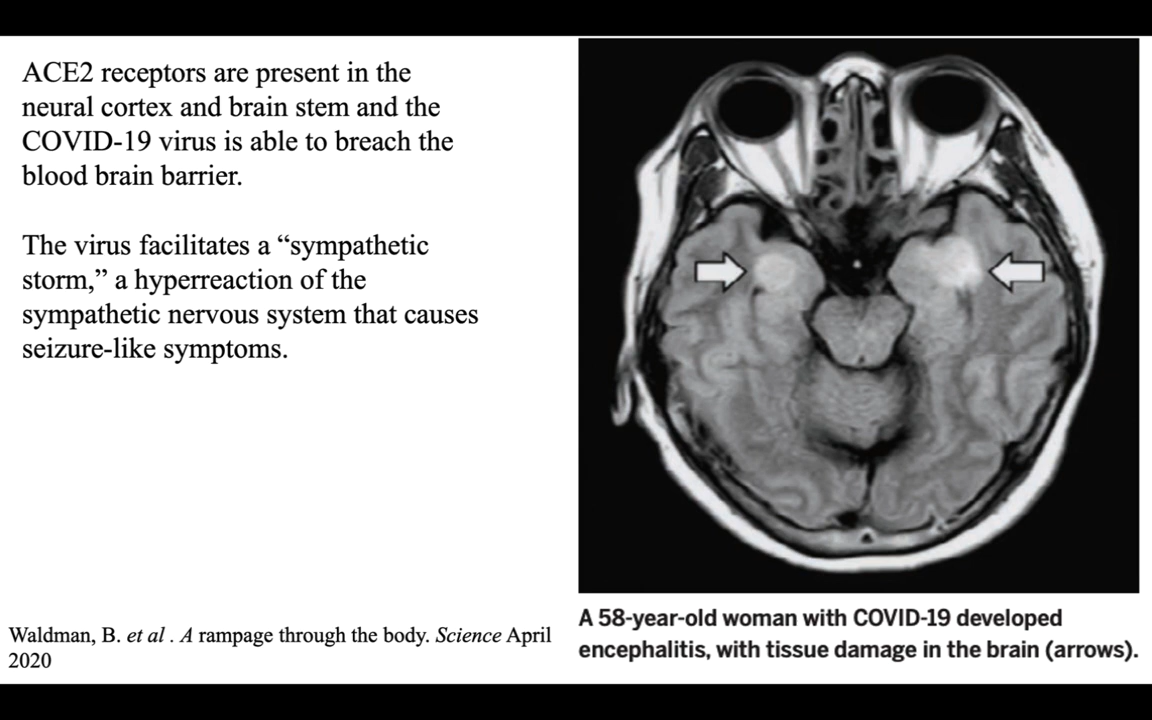 ACE2 receptors are present in the
neural cortex and brain stem and the
COVID-19 virus is able to breach the
blood brain barrier.
The virus facilitates a “sympathetic
storm,” a hyperreaction of the
sympathetic nervous system that causes
seizure-like symptoms.
Waldman, B. et al . A rampage through the body. Science April
2020
A 58-year-old woman with COVID-19 developed
encephalitis, with tissue damage in the brain (arrows).